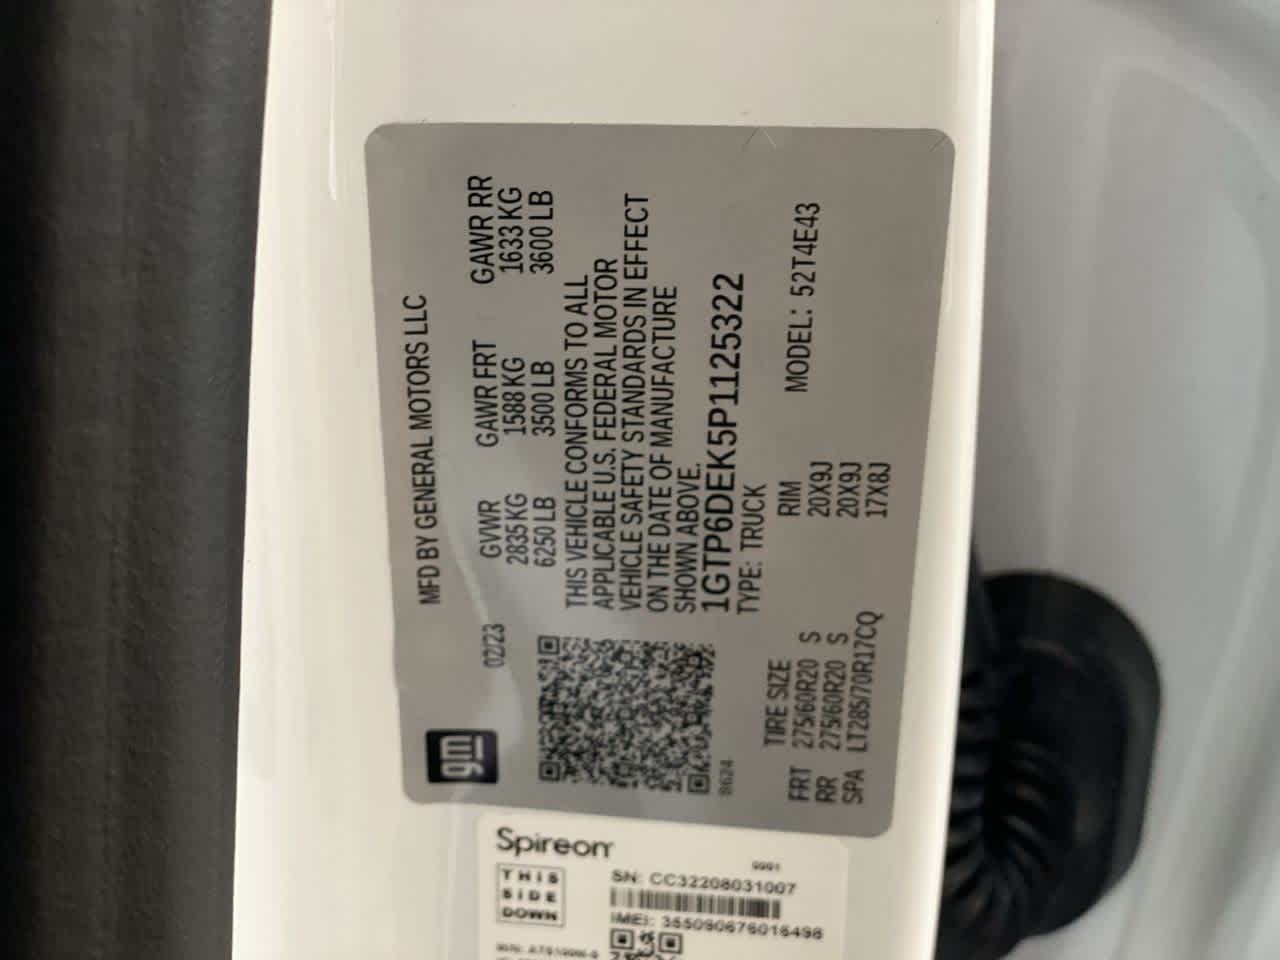 MFD BY GENERAL MOTORS LLC
gm
02/23
GVWR GAWR FRT GAWR RR
2835 KG 1588 KG 1633 KG
6250 LB 3500 LB 3600 LB
THIS VEHICLE CONFORMS TO ALL
APPLICABLE U.S. FEDERAL MOTOR
VEHICLE SAFETY STANDARDS IN EFFECT
ON THE DATE OF MANUFACTURE
SHOWN ABOVE.
1GTP6DEK5P1125322
TYPE: TRUCK
B624
MODEL: 52T4E43
TIRE SIZE RIM
FRT 275/60R20 S 20X9J
RR 275/60R20 S 20X9J
SPA LT285/70R17CQ 17X8J
Spireon
THIS
SIDE
DOWN
0001
SN: CC32208031007
IMEI: 355090676016498